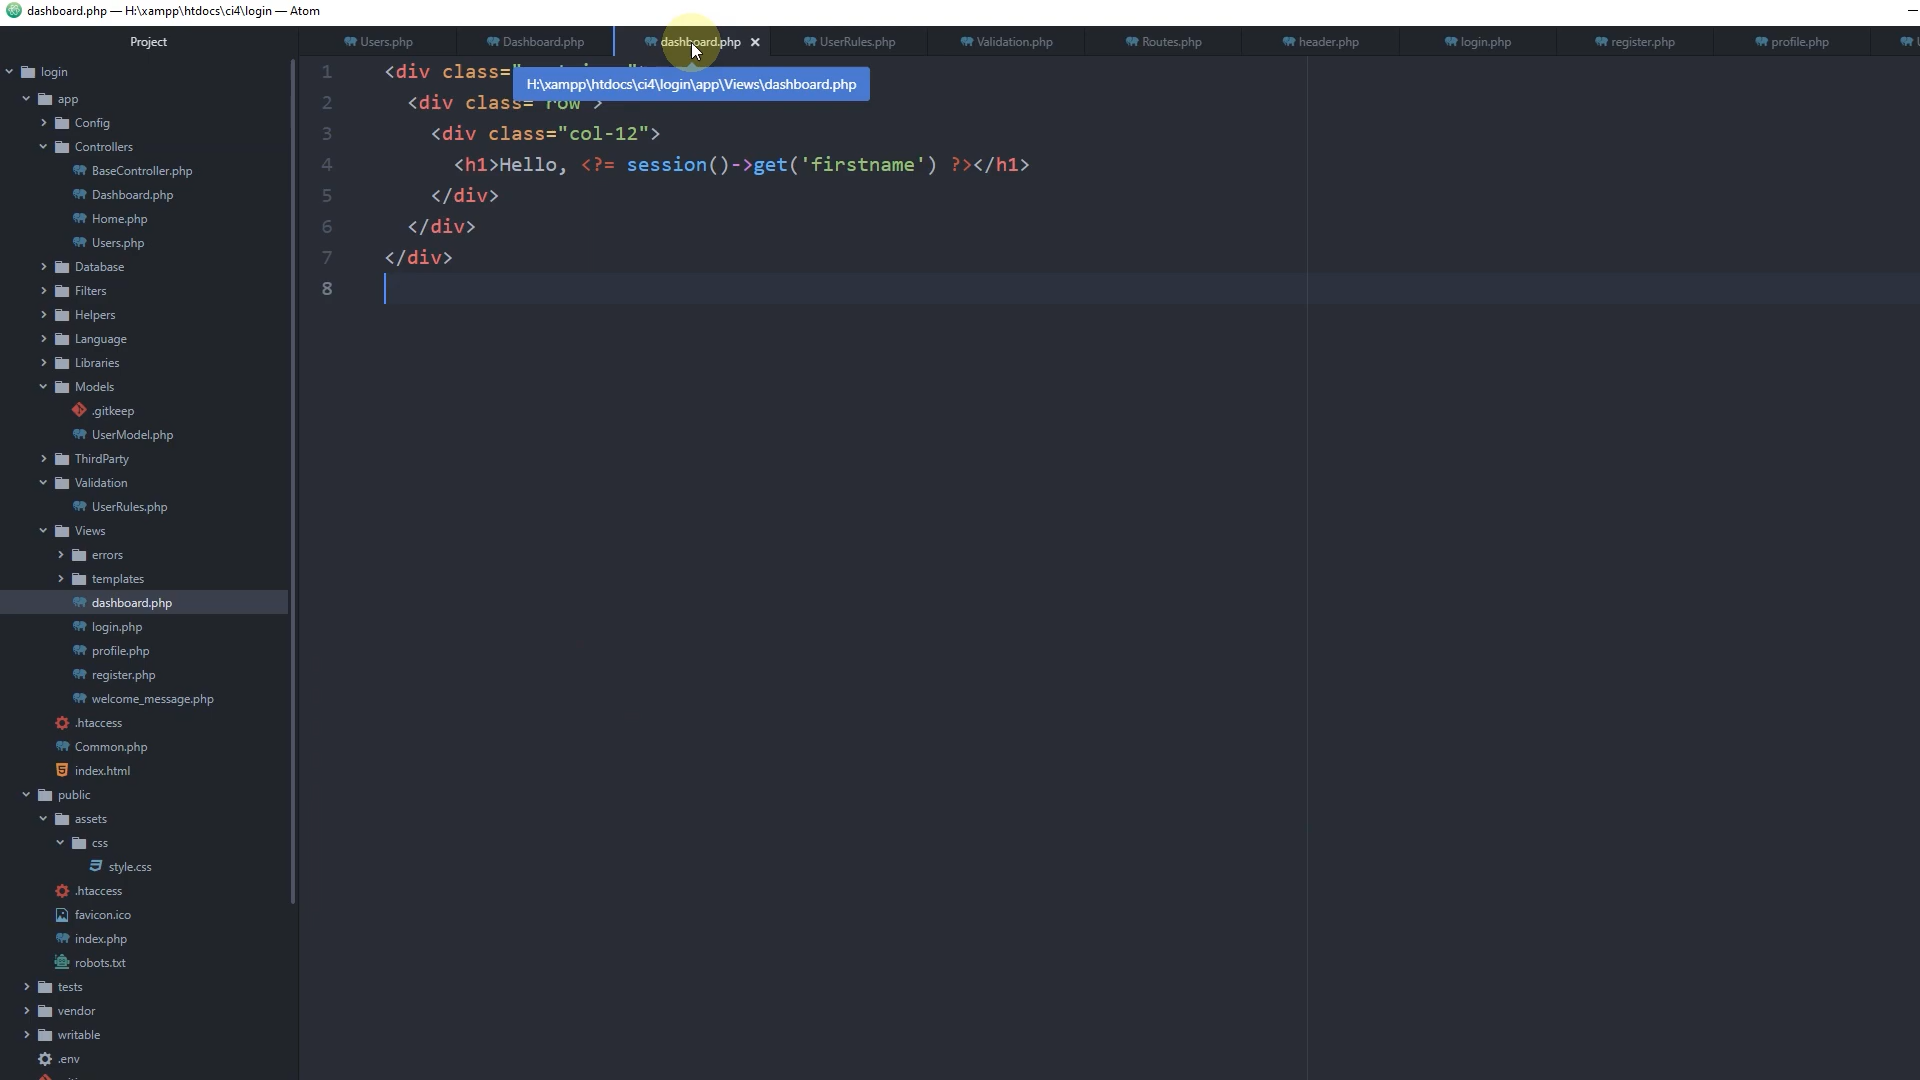 dashboard.php — H:\xampp\htdocs\ci4\login — Atom
Project
Users.php
Dashboard.php
dashboard.php
UserRules.php
Validation.php
Routes.php
header.php
login.php
register.php
profile.php
H:\xampp\htdocs\ci4\login\app\Views\dashboard.php
1 <div class=
2 <div class="row">
3 <div class="col-12">
4 <h1>Hello, <?= session()->get('firstname') ?></h1>
5 </div>
6 </div>
7 </div>
8
login
app
Config
Controllers
BaseController.php
Dashboard.php
Home.php
Users.php
Database
Filters
Helpers
Language
Libraries
Models
.gitkeep
UserModel.php
ThirdParty
Validation
UserRules.php
Views
errors
templates
dashboard.php
login.php
profile.php
register.php
welcome_message.php
.htaccess
Common.php
index.html
public
assets
css
style.css
.htaccess
favicon.ico
index.php
robots.txt
tests
vendor
writable
.env